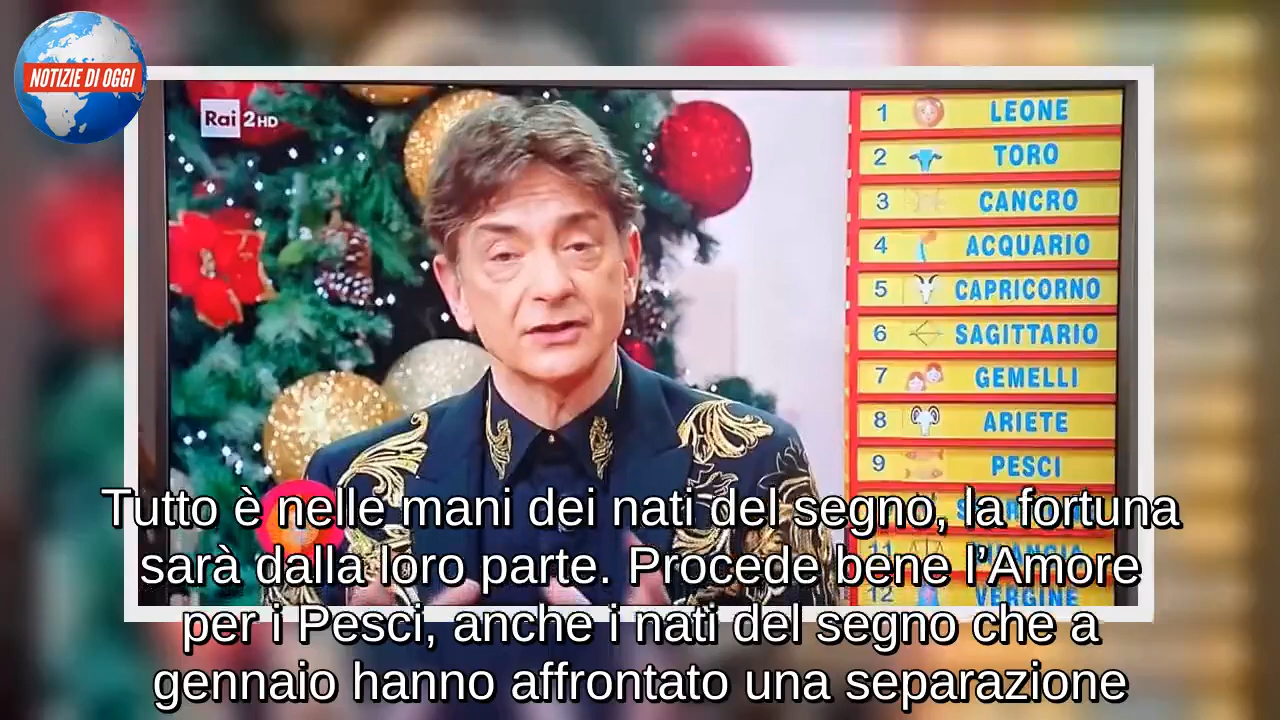 NOTIZIE DI OGGI
Rai 2HD
1 LEONE
2 TORO
3 CANCRO
4 ACQUARIO
5 CAPRICORNO
6 SAGITTARIO
7 GEMELLI
8 ARIETE
9 PESCI
11 BILANCIA
12 VERGINE
Tutto è nelle mani dei nati del segno, la fortuna
sarà dalla loro parte. Procede bene l’Amore
per i Pesci, anche i nati del segno che a
gennaio hanno affrontato una separazione